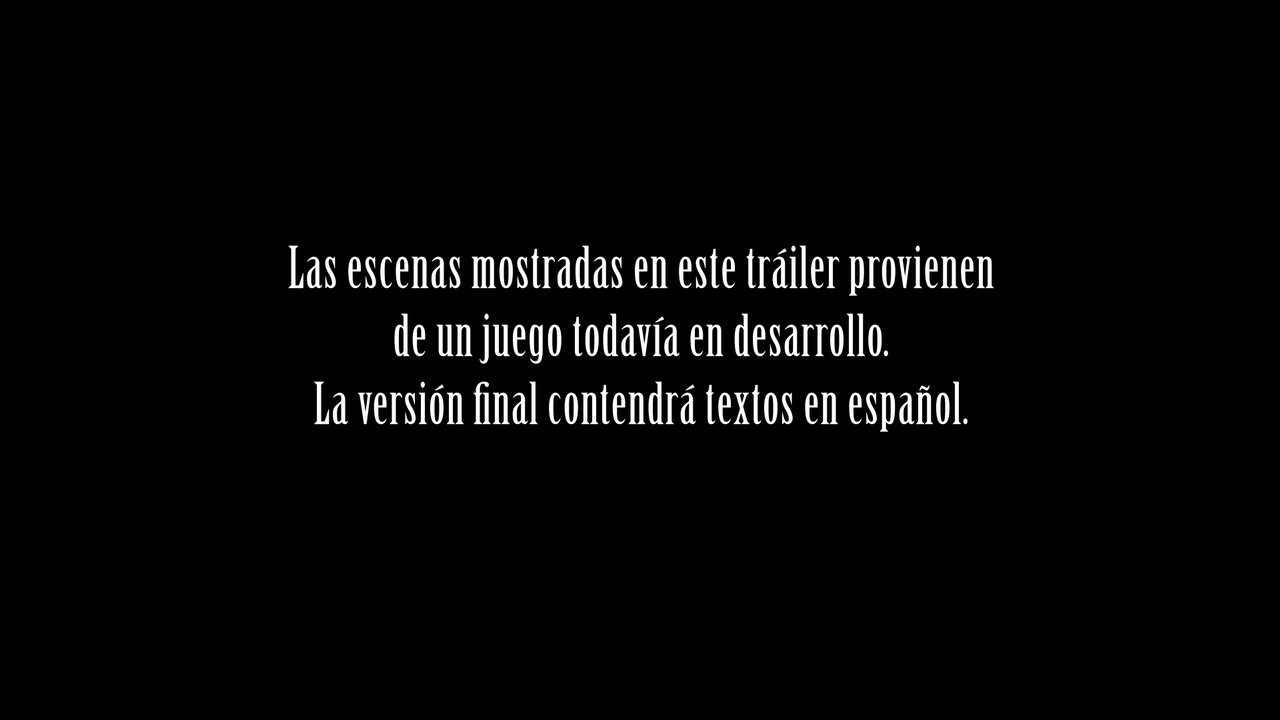 Las escenas mostradas en este tráiler provienen
de un juego todavía en desarrollo.
La versión final contendrá textos en español.